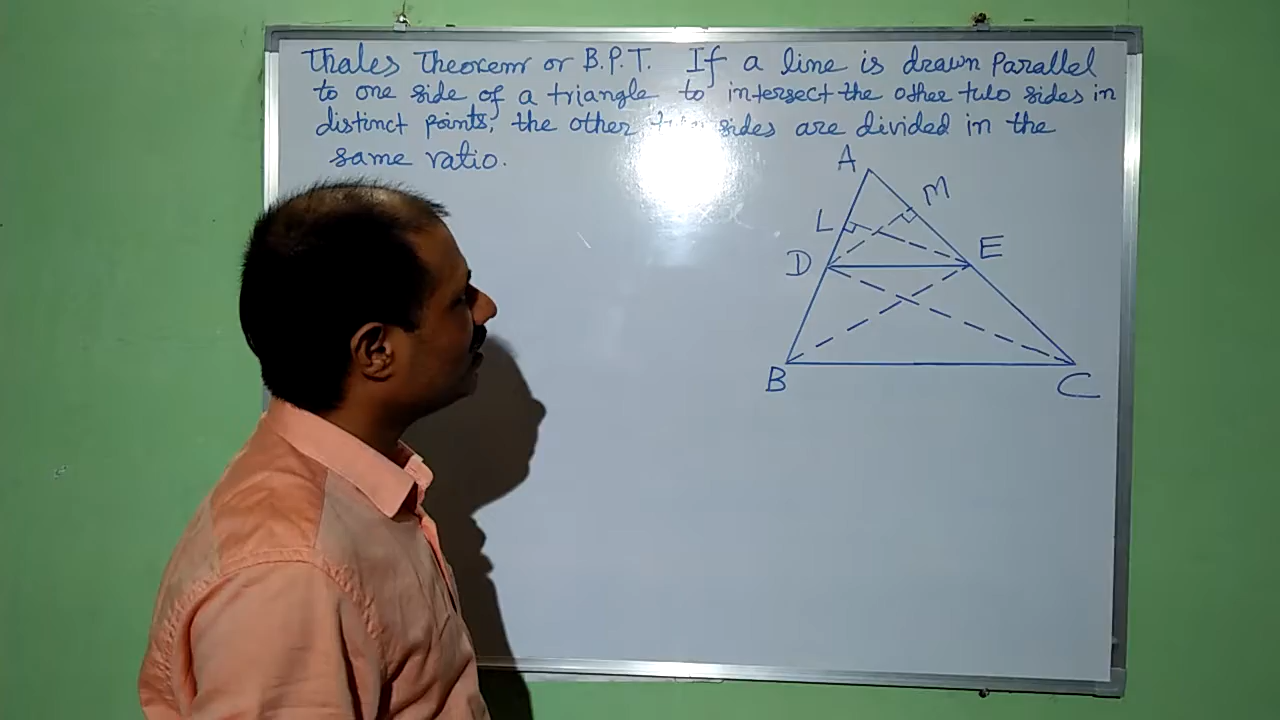 Thales Theorem or B.P.T. If a line is drawn Parallel
to one side of a triangle to intersect the other two sides in
distinct points, the other two sides are divided in the
same ratio.
A
M
L
D
E
B
C